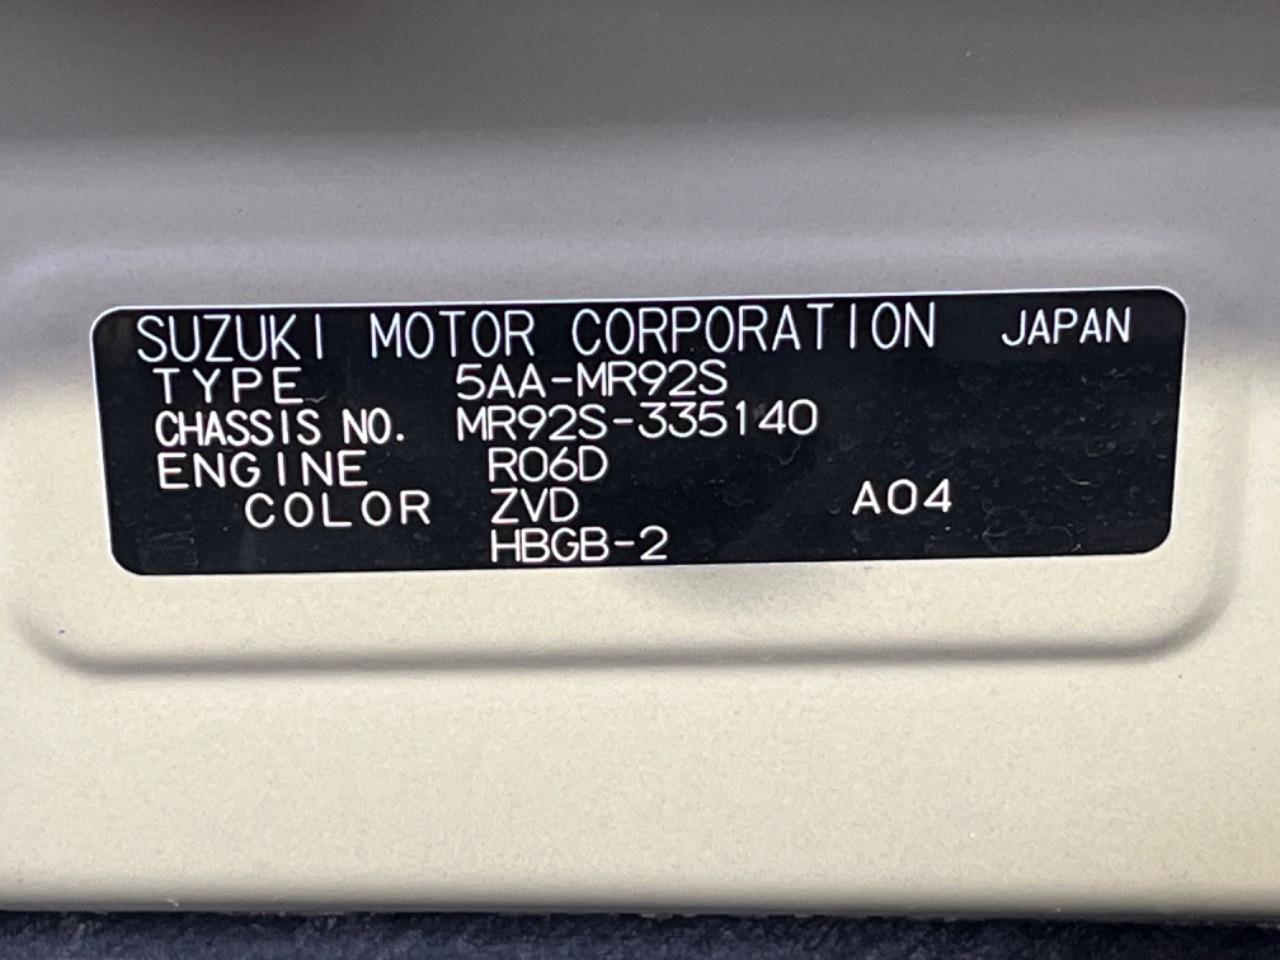 SUZUKI MOTOR CORPORATION JAPAN
TYPE 5AA-MR92S
CHASSIS NO. MR92S-335140
ENGINE R06D
COLOR ZVD A04
HBGB-2